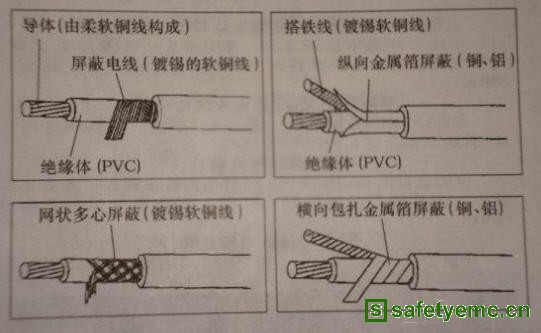 导体(由柔软铜线构成)
屏蔽电线(镀锡的软铜线)
绝缘体(PVC)
搭铁线(镀锡软铜线)
纵向金属箔屏蔽(铜、铝)
绝缘体(PVC)
网状多心屏蔽(镀锡软铜线)
横向包扎金属箔屏蔽(铜、铝)
S safetyemc.cn